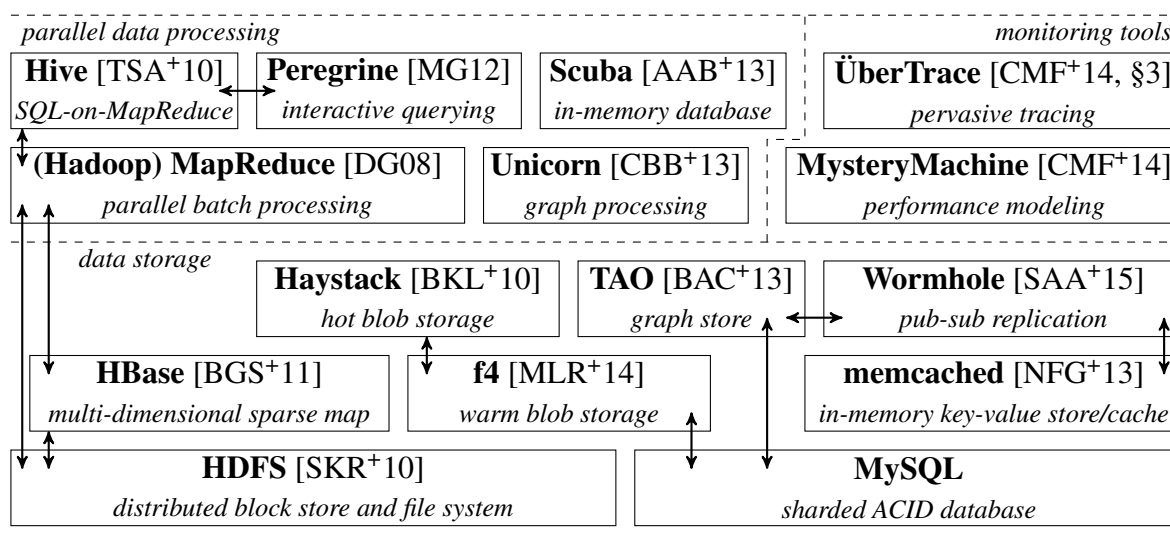 parallel data processing
monitoring tools
Hive [TSA+10]
SQL-on-MapReduce
Peregrine [MG12]
interactive querying
Scuba [AAB+13]
in-memory database
ÜberTrace [CMF+14, §3]
pervasive tracing
(Hadoop) MapReduce [DG08]
parallel batch processing
Unicorn [CBB+13]
graph processing
MysteryMachine [CMF+14]
performance modeling
data storage
Haystack [BKL+10]
hot blob storage
TAO [BAC+13]
graph store
Wormhole [SAA+15]
pub-sub replication
HBase [BGS+11]
multi-dimensional sparse map
f4 [MLR+14]
warm blob storage
memcached [NFG+13]
in-memory key-value store/cache
HDFS [SKR+10]
distributed block store and file system
MySQL
sharded ACID database